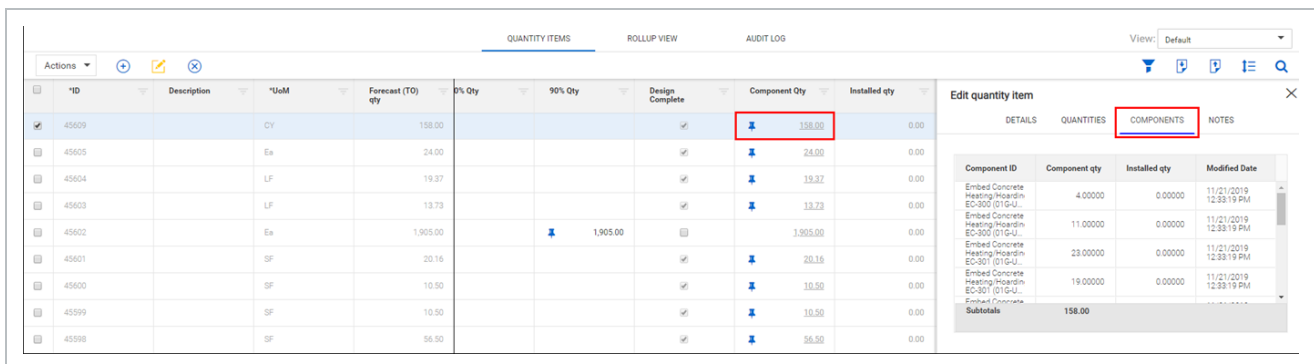 QUANTITY ITEMS ROLLUP VIEW AUDIT LOG View: Default
Actions
*ID Description *UoM Forecast (TO) qty 0% Qty 90% Qty Design Complete Component Qty Installed qty
45609 CY 158.00 158.00 0.00
45605 Ea 24.00 24.00 0.00
45604 LF 19.37 19.37 0.00
45603 LF 13.73 13.73 0.00
45602 Ea 1,905.00 1,905.00 1,905.00 0.00
45601 SF 20.16 20.16 0.00
45600 SF 10.50 10.50 0.00
45599 SF 10.50 10.50 0.00
45598 SF 56.50 56.50 0.00
Edit quantity item
DETAILS QUANTITIES COMPONENTS NOTES
Component ID Component qty Installed qty Modified Date
Embed Concrete
Heating/Hoardin
EC-300 (01G-U... 4.00000 0.00000 11/21/2019 12:33:19 PM
Embed Concrete
Heating/Hoardin
EC-300 (01G-U... 11.00000 0.00000 11/21/2019 12:33:19 PM
Embed Concrete
Heating/Hoardin
EC-301 (01G-U... 23.00000 0.00000 11/21/2019 12:33:19 PM
Embed Concrete
Heating/Hoardin
EC-301 (01G-U... 19.00000 0.00000 11/21/2019 12:33:19 PM
Embed Concrete
Subtotals 158.00